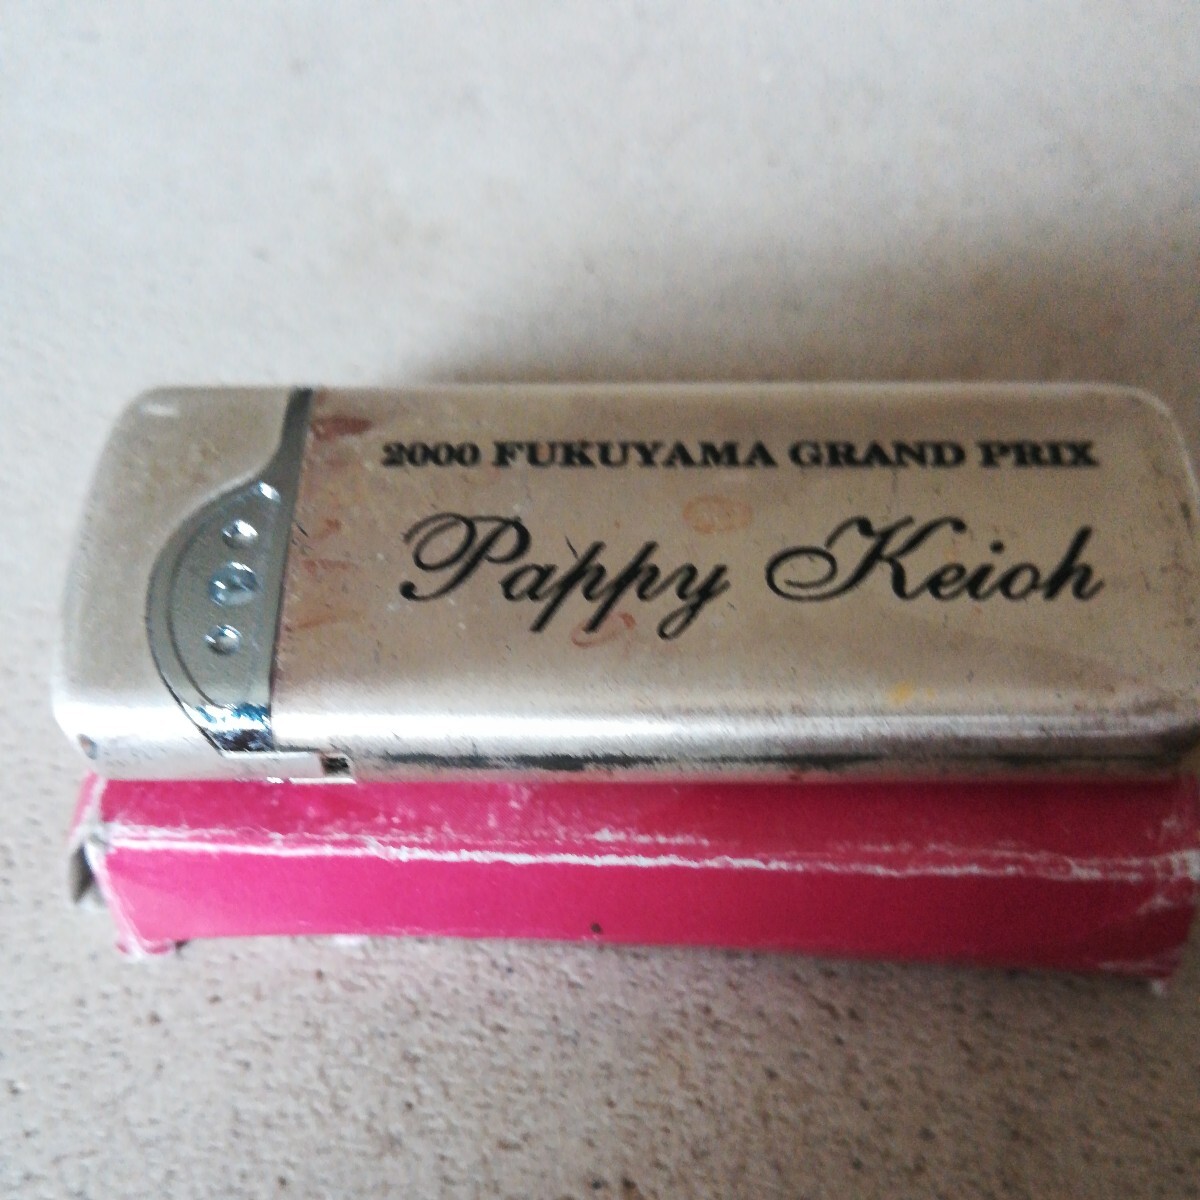 2000 FUKUYAMA GRAND PRIX
Pappy Keioh